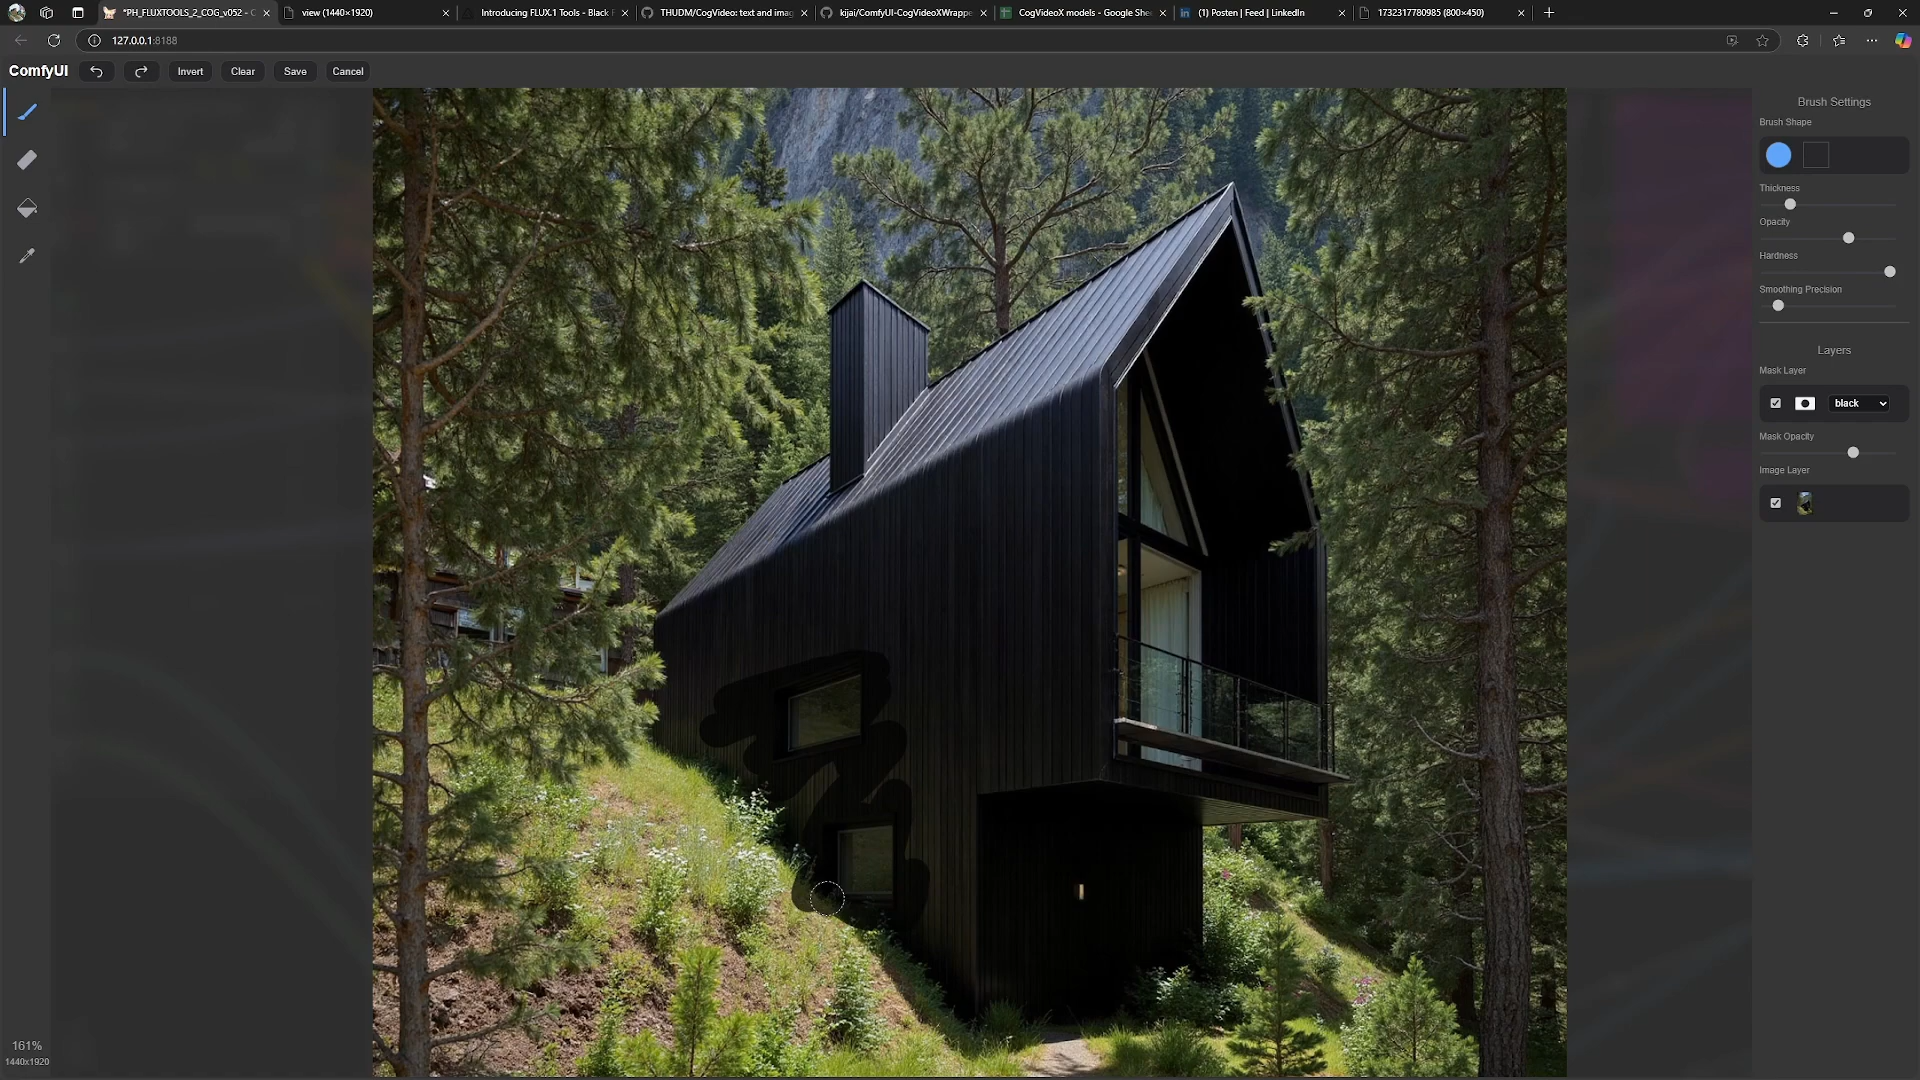 *PH_FLUXTOOLS_2_COG_v052 - C
view (1440×1920)
Introducing FLUX.1 Tools - Black F
THUDM/CogVideo: text and imag
kijai/ComfyUI-CogVideoXWrappe
CogVideoX models - Google Shee
(1) Posten | Feed | LinkedIn
1732317780985 (800×450)
127.0.0.1:8188
ComfyUI
Invert
Clear
Save
Cancel
Brush Settings
Brush Shape
Thickness
Opacity
Hardness
Smoothing Precision
Layers
Mask Layer
black
Mask Opacity
Image Layer
161%
1440x1920